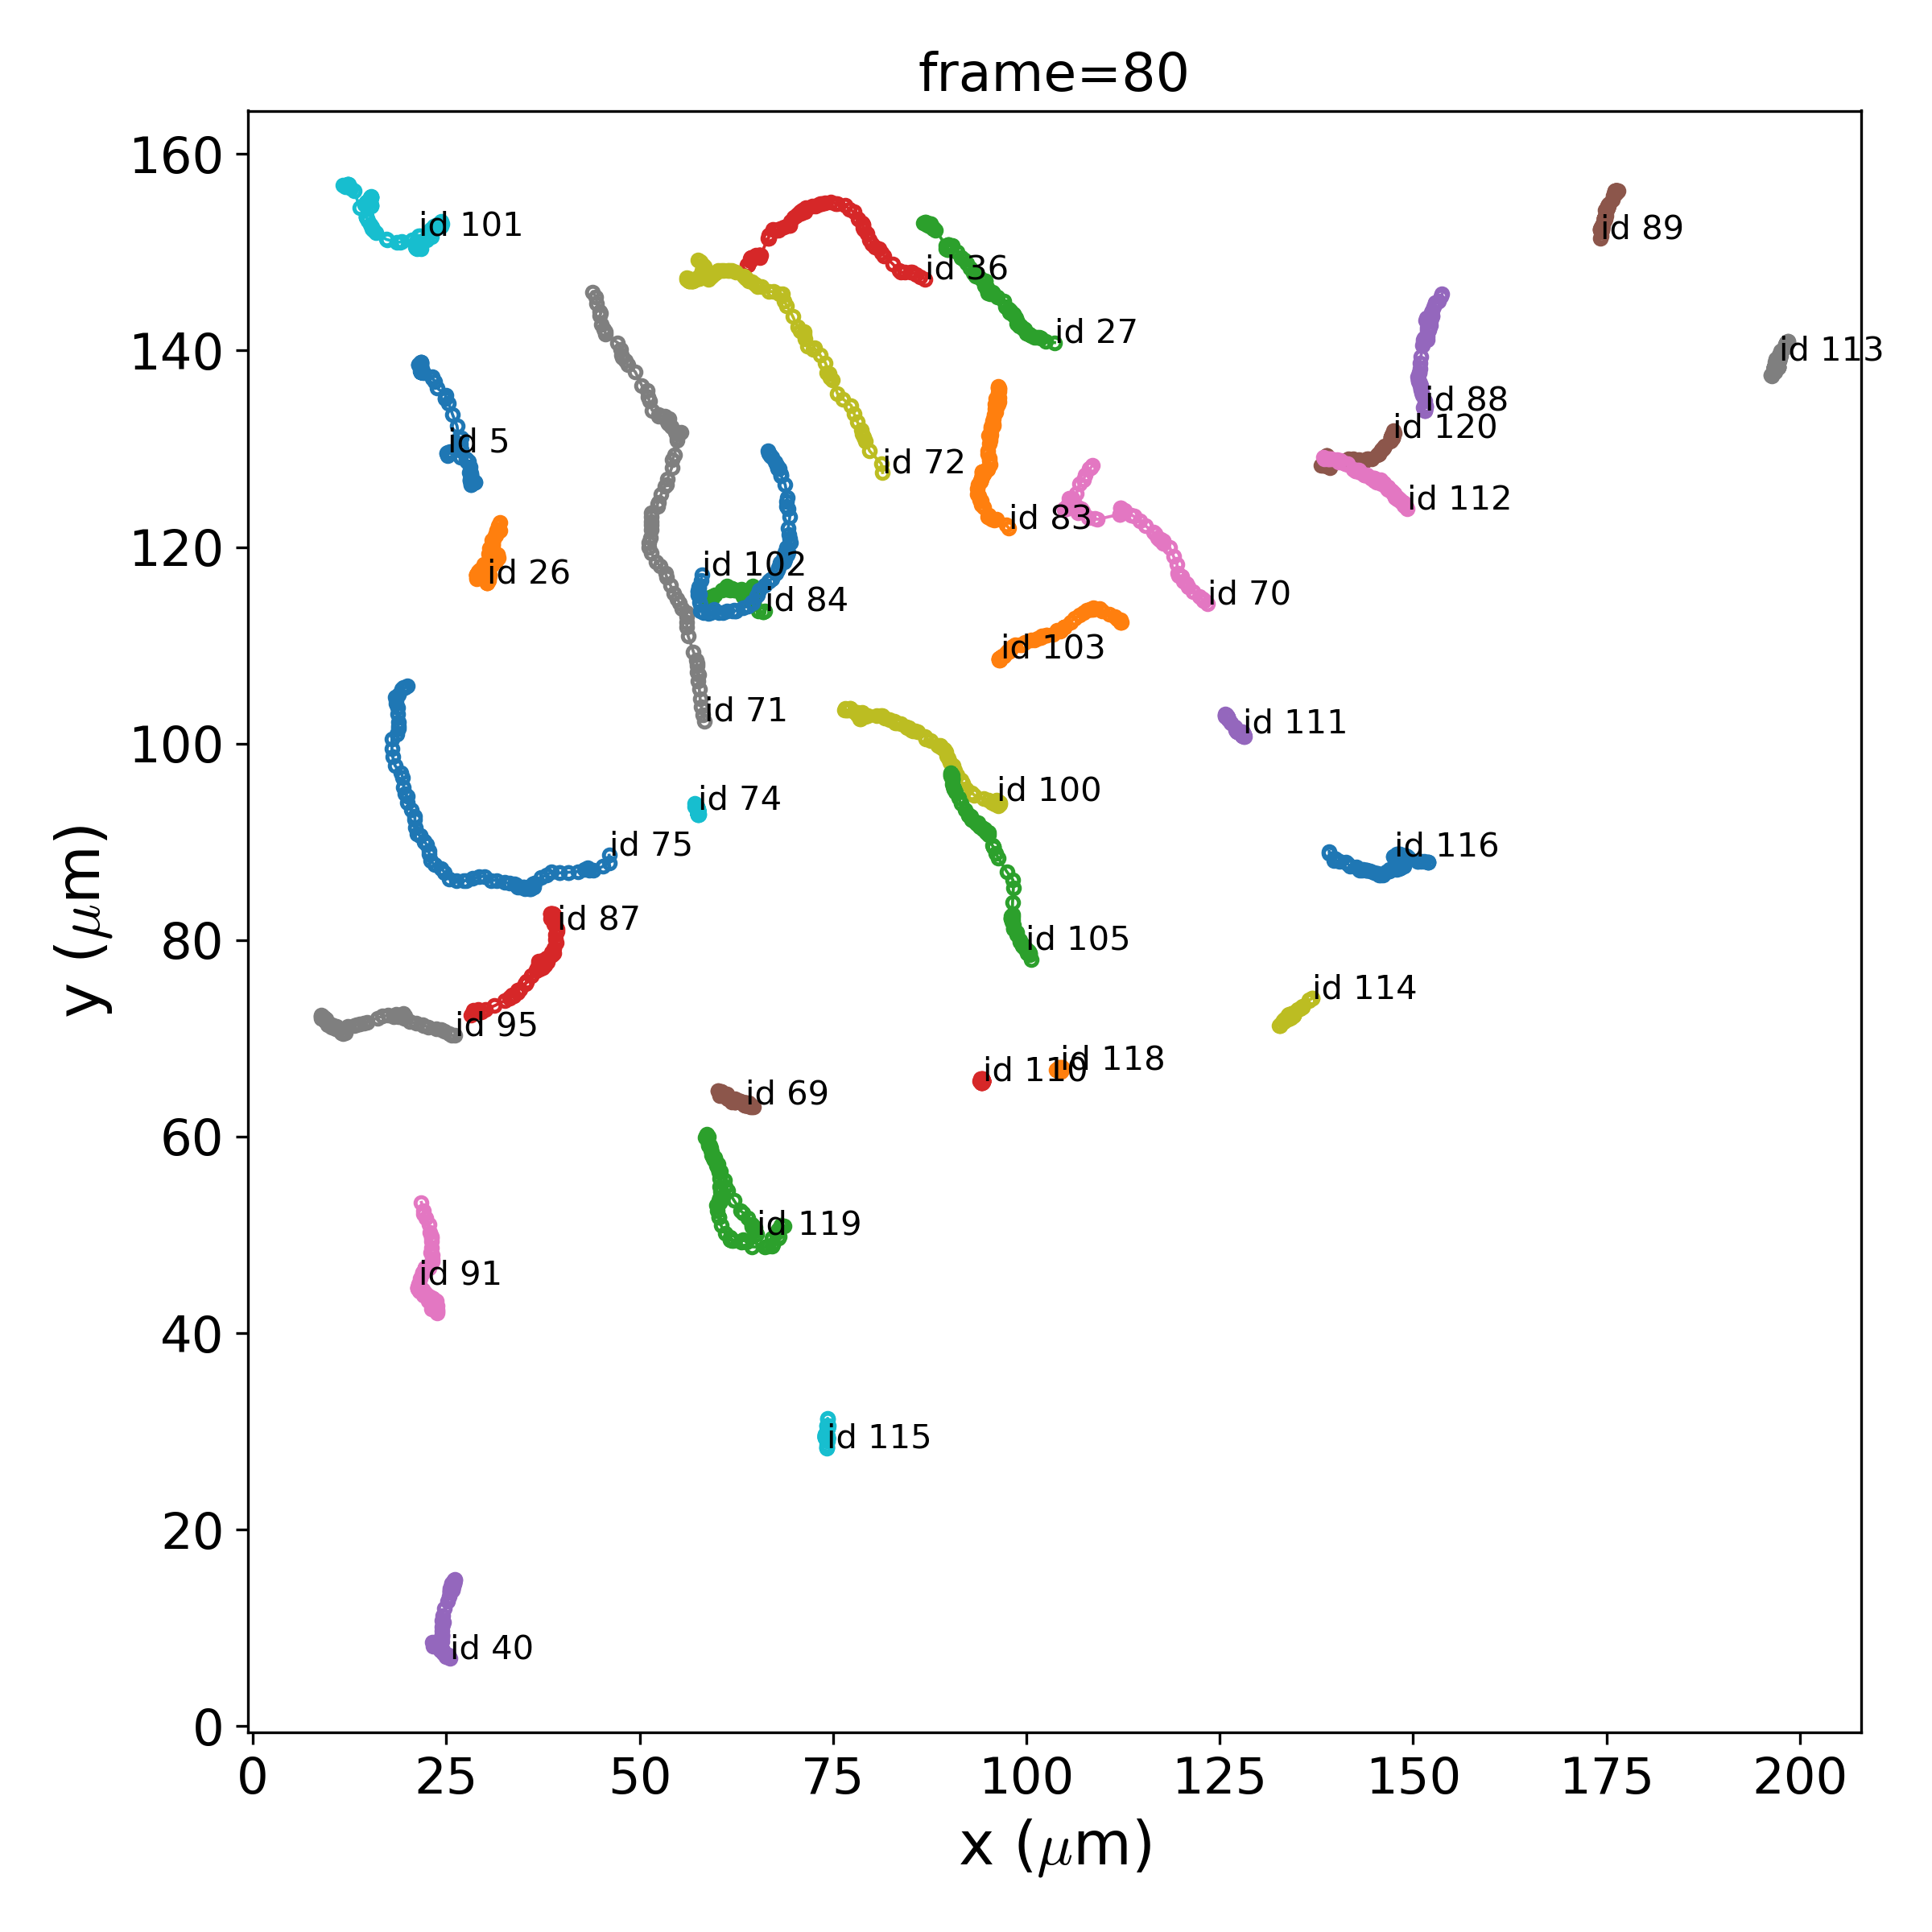 frame=80
160
140
120
100
80
60
40
20
0
y (μm)
id 101
id 89
id 36
id 27
id 113
id 88
id 120
id 5
id 72
id 112
id 83
id 26
id 102
id 84
id 70
id 103
id 71
id 111
id 74
id 100
id 75
id 116
id 87
id 105
id 95
id 114
id 110
id 118
id 69
id 119
id 91
id 115
id 40
0 25 50 75 100 125 150 175 200
x (μm)